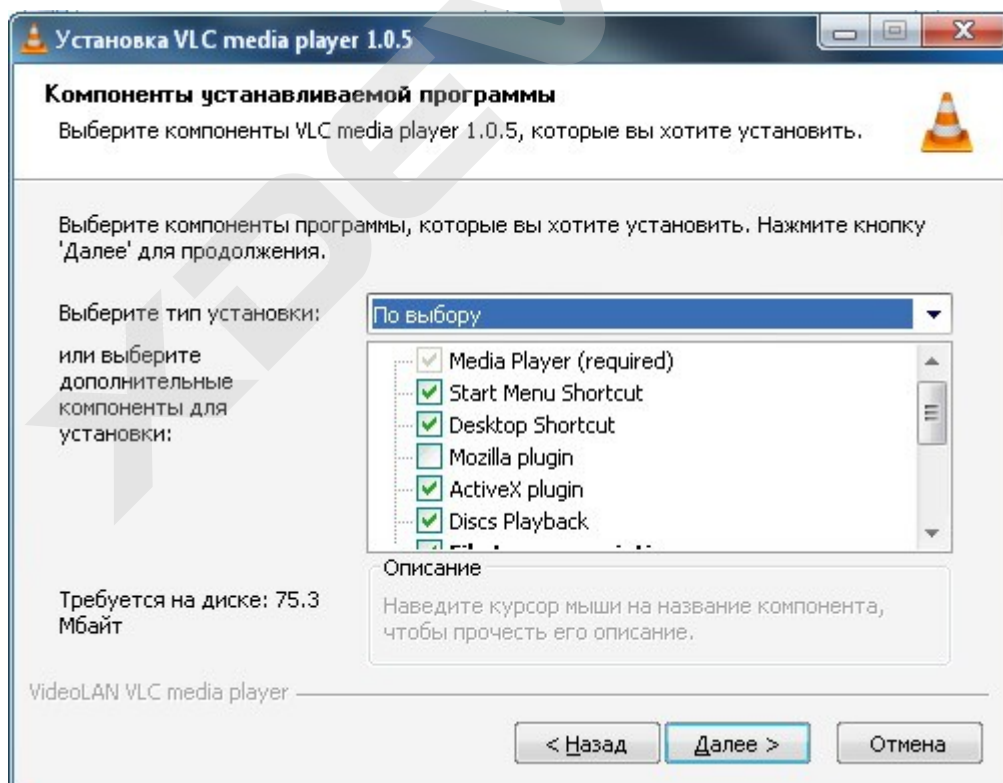 Установка VLC media player 1.0.5
Компоненты устанавливаемой программы
Выберите компоненты VLC media player 1.0.5, которые вы хотите установить.
Выберите компоненты программы, которые вы хотите установить. Нажмите кнопку
'Далее' для продолжения.
Выберите тип установки:
По выбору
или выберите
дополнительные
компоненты для
установки:
Media Player (required)
Start Menu Shortcut
Desktop Shortcut
Mozilla plugin
ActiveX plugin
Discs Playback
Описание
Наведите курсор мыши на название компонента,
чтобы прочесть его описание.
Требуется на диске: 75.3
Мбайт
VideoLAN VLC media player
< Назад
Далее >
Отмена
XDEV